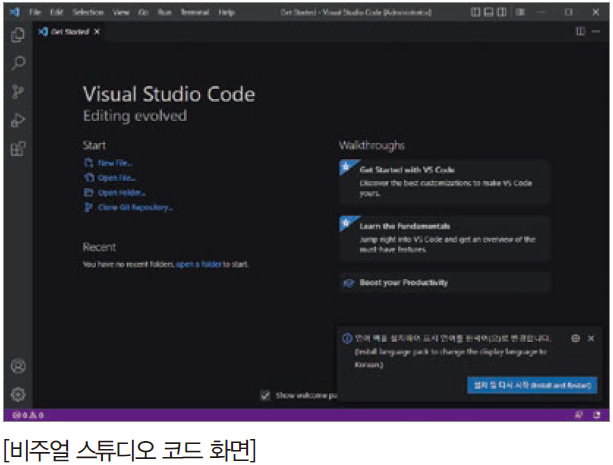 File Edit Selection View Go Run Terminal Help Get Started - Visual Studio Code [Administrator]
Get Started
Visual Studio Code
Editing evolved
Start
New File...
Open File...
Open Folder...
Clone Git Repository...
Recent
You have no recent folders, open a folder to start.
Walkthroughs
Get Started with VS Code
Discover the best customizations to make VS Code
yours.
Learn the Fundamentals
Jump right into VS Code and get an overview of the
must-have features.
Boost your Productivity
언어 팩을 설치하여 표시 언어를 한국어(으)로 변경합니다.
(Install language pack to change the display language to
Korean.)
설치 및 다시 시작 (Install and Restart)
Show welcome pa
0 0
[비주얼 스튜디오 코드 화면]